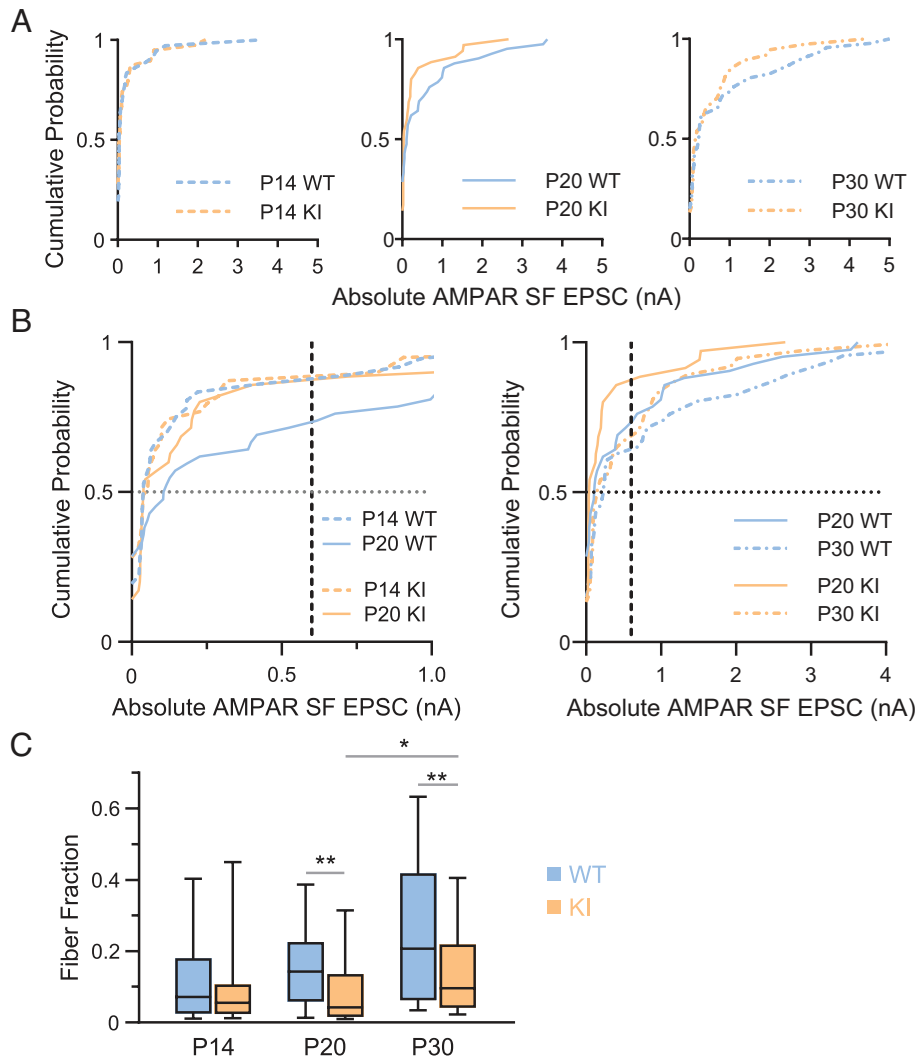 A
Cumulative Probability
1
0.5
0
0 1 2 3 4 5
P14 WT
P14 KI
1
0.5
0
0 1 2 3 4 5
P20 WT
P20 KI
1
0.5
0
0 1 2 3 4 5
P30 WT
P30 KI
Absolute AMPAR SF EPSC (nA)
B
Cumulative Probability
1
0.5
0
0 0.5 1.0
P14 WT
P20 WT
P14 KI
P20 KI
Absolute AMPAR SF EPSC (nA)
Cumulative Probability
1
0.5
0
0 1 2 3 4
P20 WT
P30 WT
P20 KI
P30 KI
Absolute AMPAR SF EPSC (nA)
C
Fiber Fraction
0.6
0.4
0.2
0
*
**
**
P14 P20 P30
WT
KI